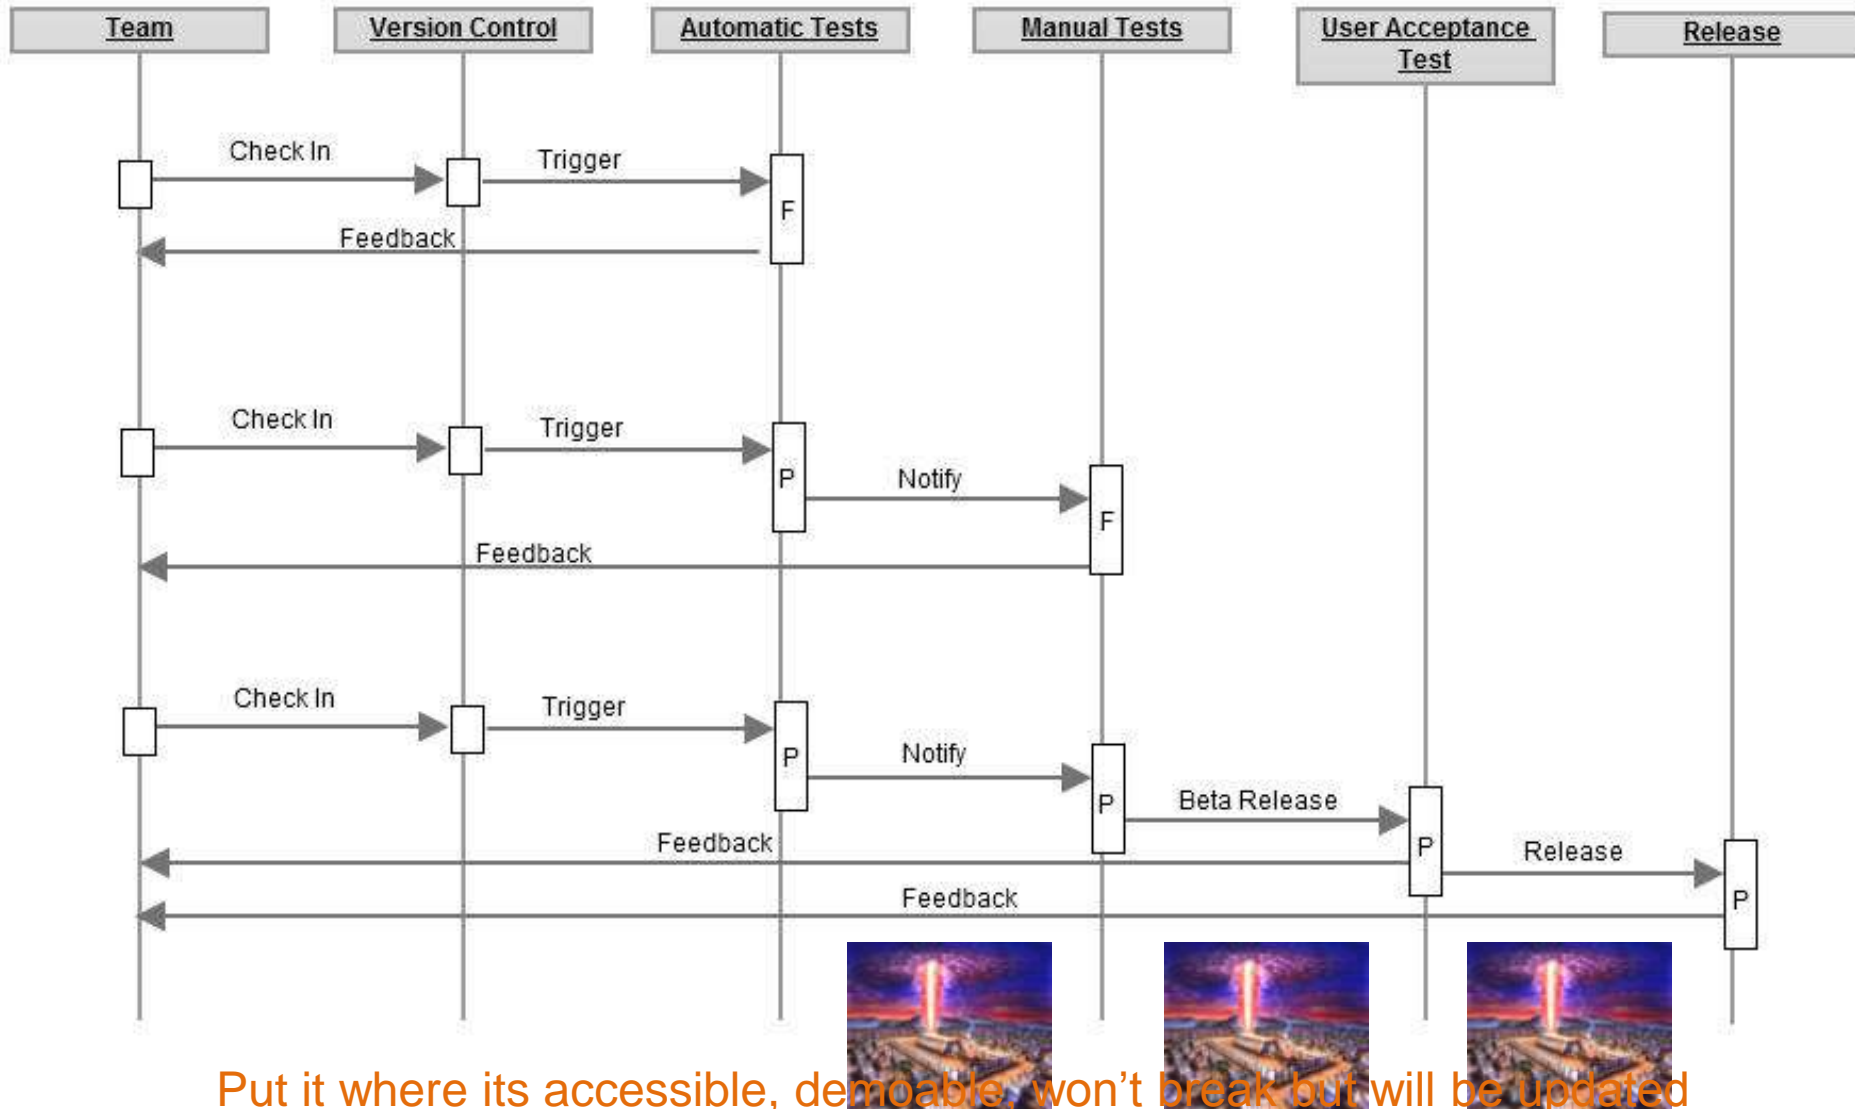 Team
Version Control
Automatic Tests
Manual Tests
User Acceptance
Test
Release
Check In
Trigger
F
Feedback
Check In
Trigger
P
Notify
F
Feedback
Check In
Trigger
P
Notify
P
Beta Release
P
Feedback
Release
P
Feedback
Put it where its accessible, demoable, won’t break but will be updated